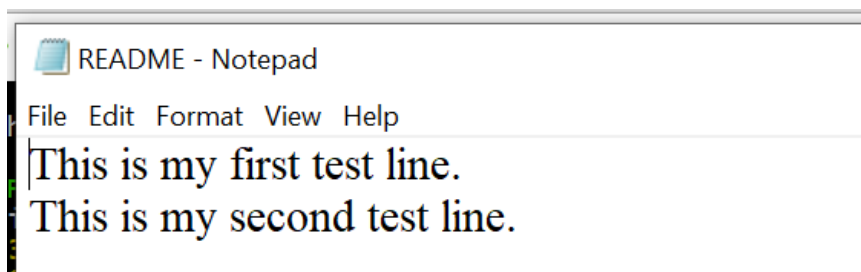 README - Notepad
File Edit Format View Help
This is my first test line.
This is my second test line.